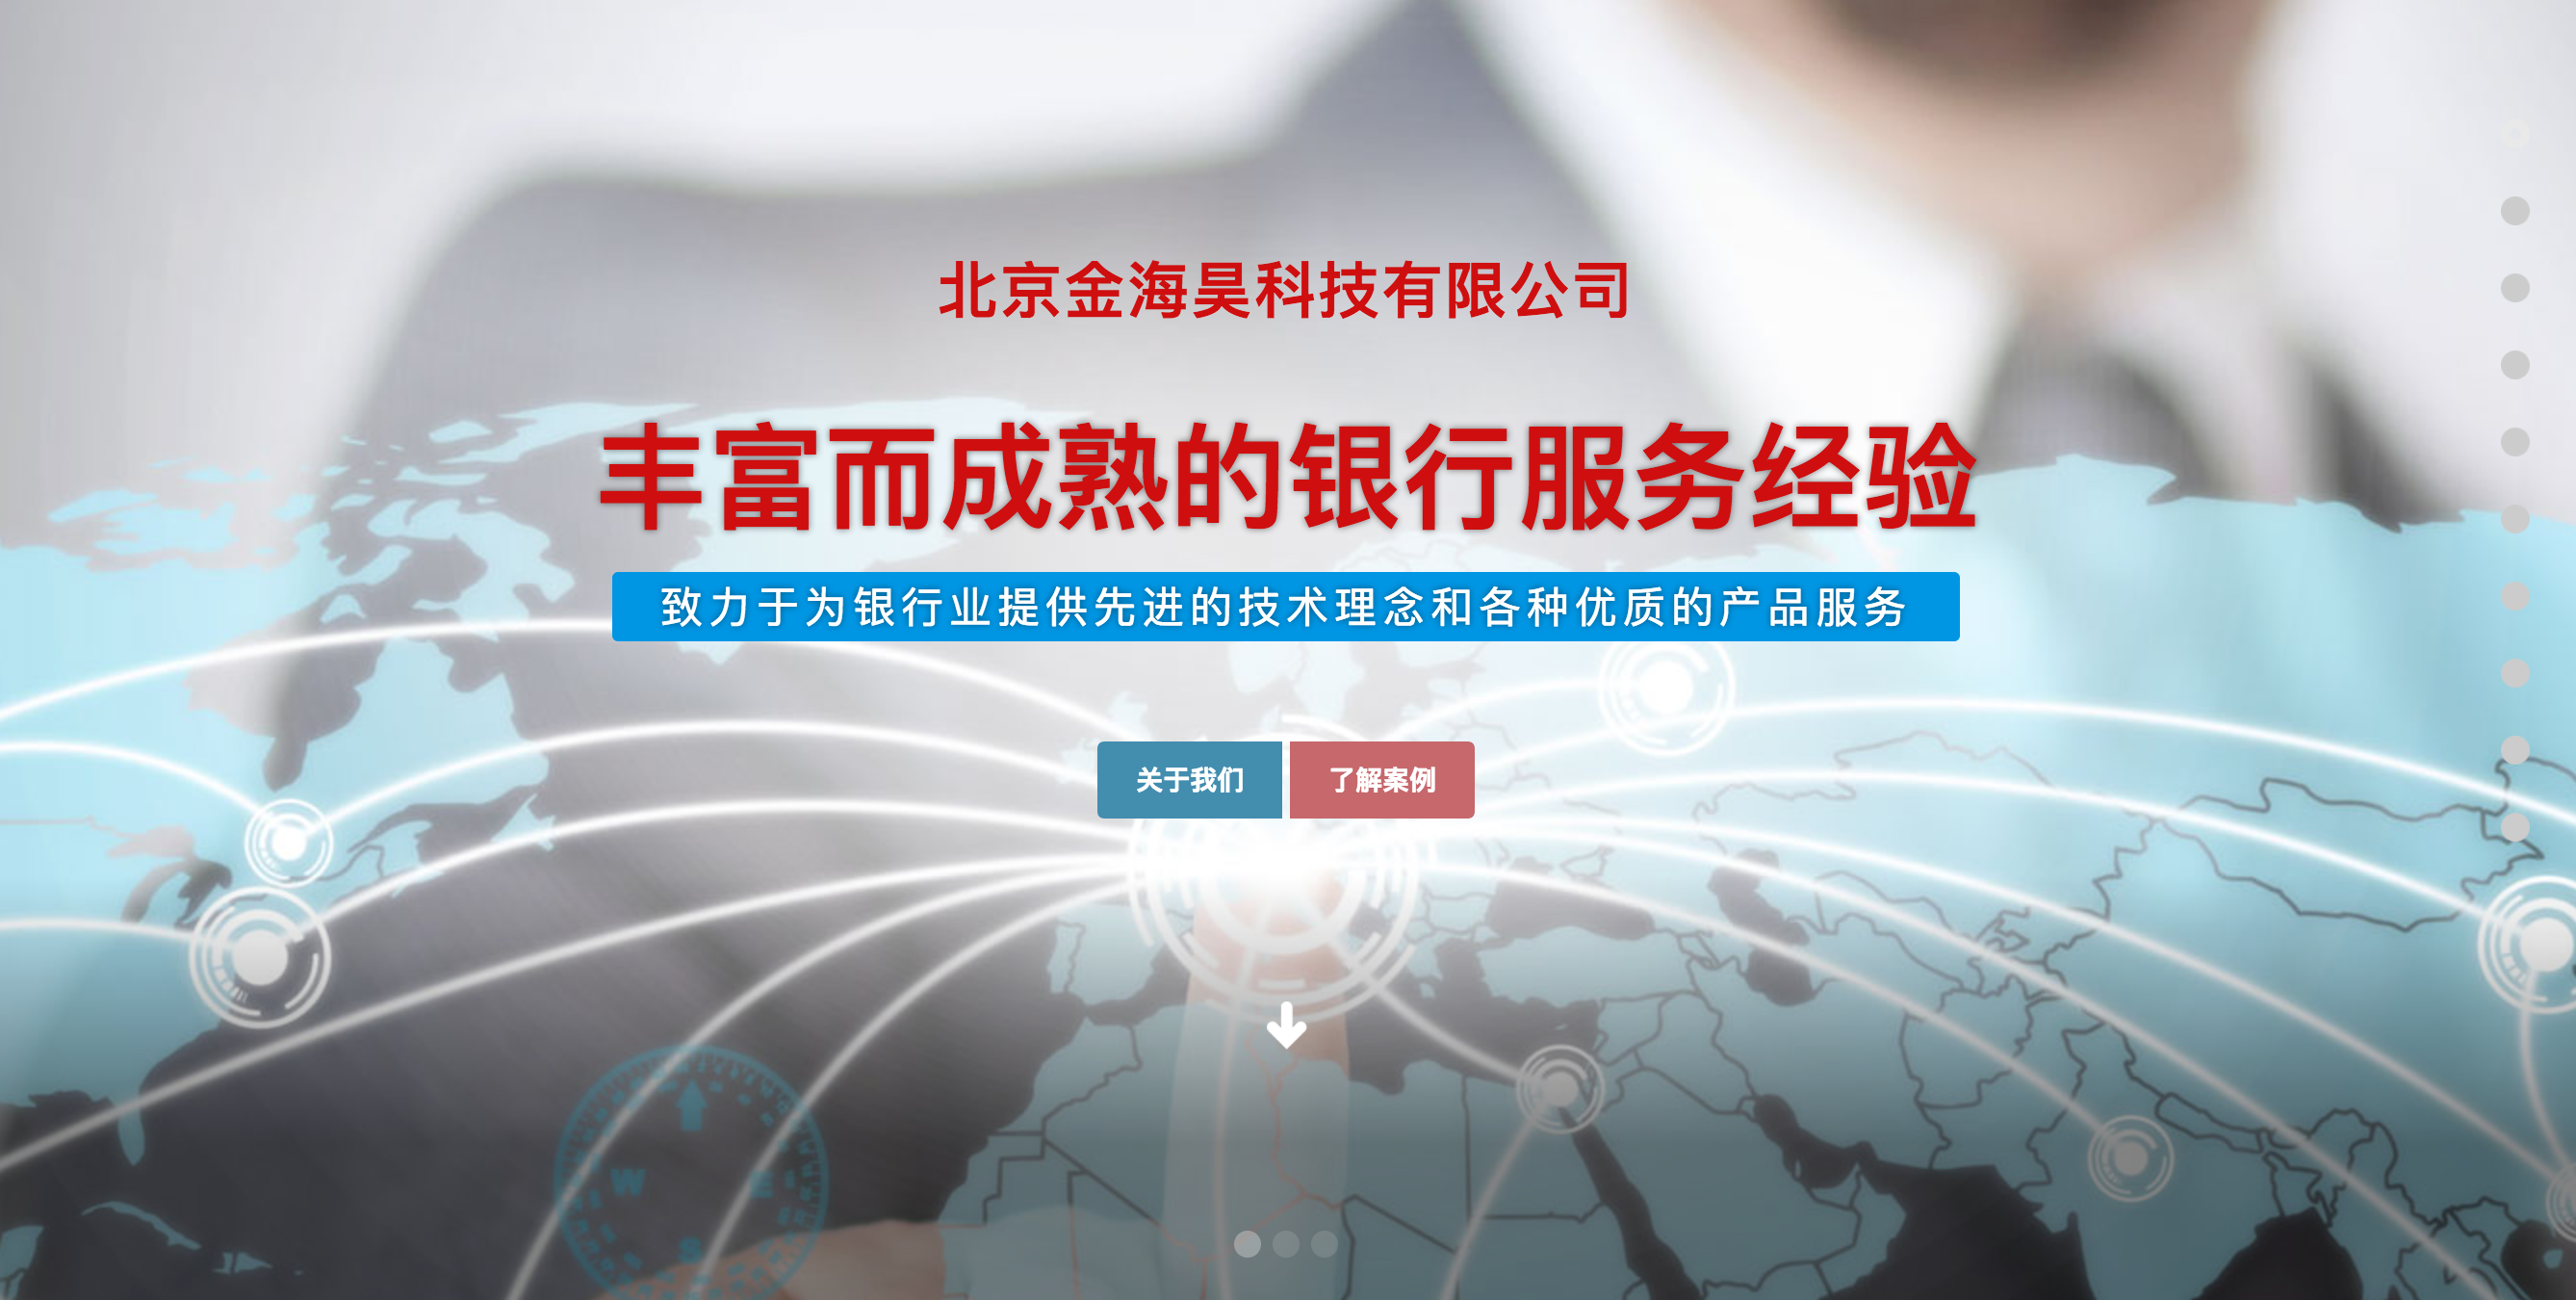 北京金海昊科技有限公司
丰富而成熟的银行服务经验
致力于为银行业提供先进的技术理念和各种优质的产品服务
关于我们
了解案例
W
E
S